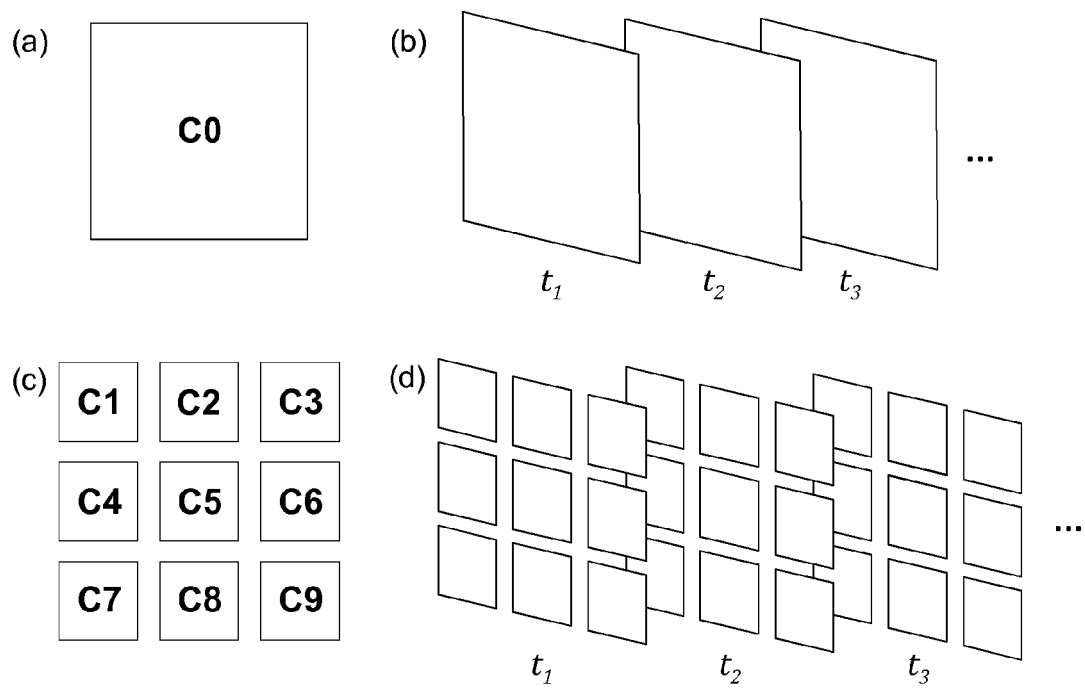 (a)
C0
(b)
...
t₁ t₂ t₃
(c)
C1 C2 C3
C4 C5 C6
C7 C8 C9
(d)
...
t₁ t₂ t₃